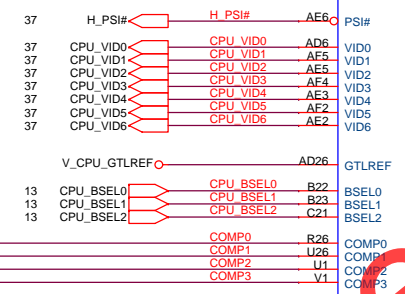 37 H_PSI# H_PSI# AE6 PSI#
37 CPU_VID0 CPU_VID0 AD6 VID0
37 CPU_VID1 CPU_VID1 AF5 VID1
37 CPU_VID2 CPU_VID2 AE5 VID2
37 CPU_VID3 CPU_VID3 AF4 VID3
37 CPU_VID4 CPU_VID4 AE3 VID4
37 CPU_VID5 CPU_VID5 AF2 VID5
37 CPU_VID6 CPU_VID6 AE2 VID6
V_CPU_GTLREF AD26 GTLREF
13 CPU_BSEL0 CPU_BSEL0 B22 BSEL0
13 CPU_BSEL1 CPU_BSEL1 B23 BSEL1
13 CPU_BSEL2 CPU_BSEL2 C21 BSEL2
COMP0 R26 COMP0
COMP1 U26 COMP1
COMP2 U1 COMP2
COMP3 V1 COMP3